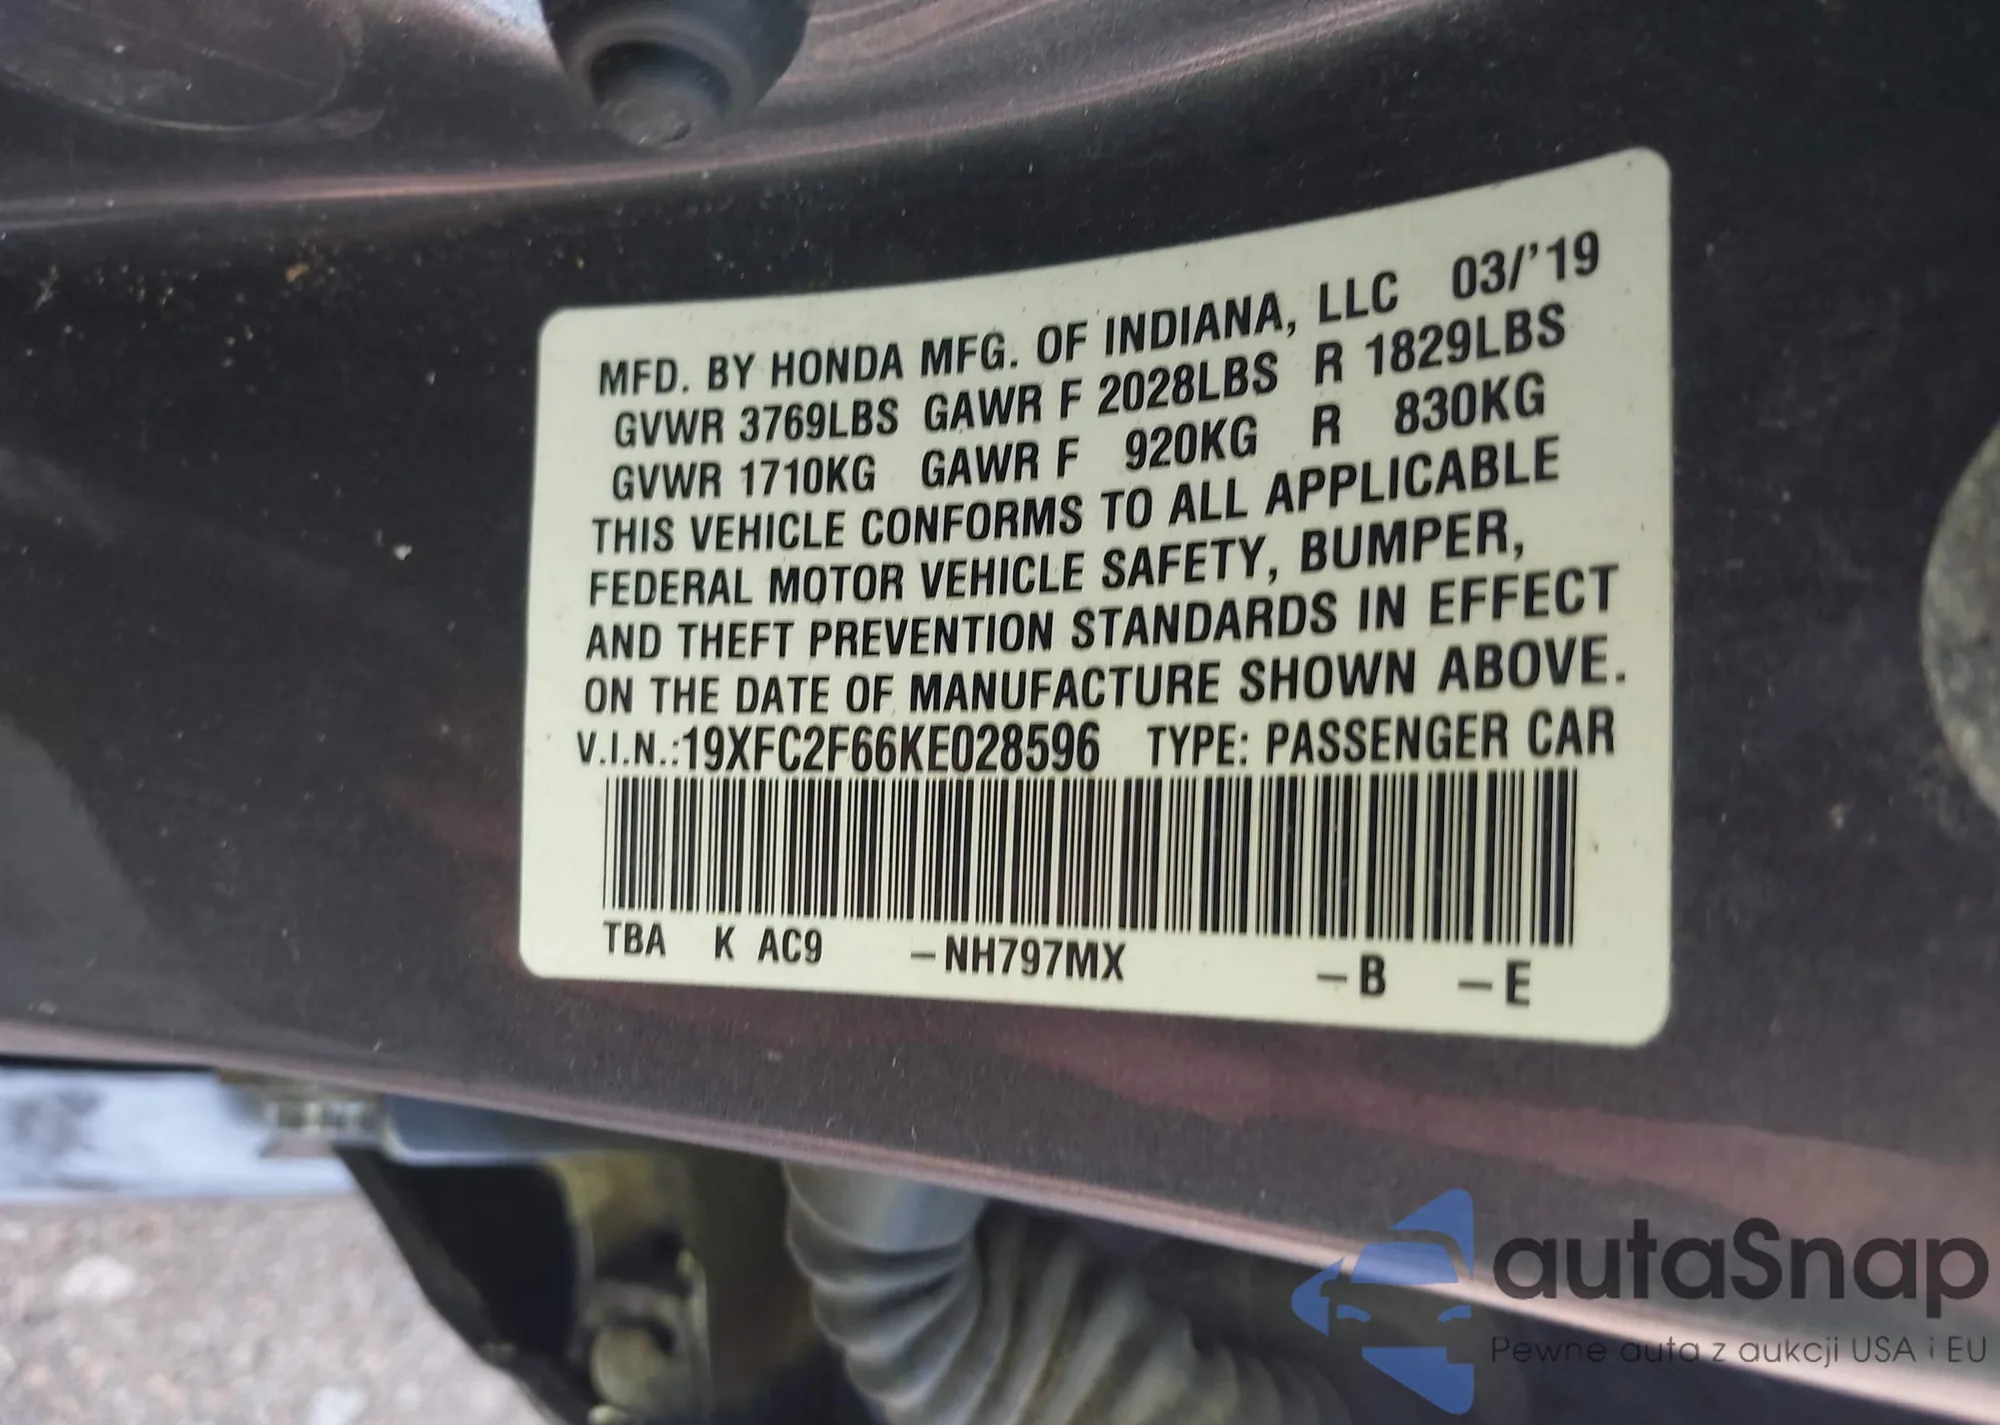 MFD. BY HONDA MFG. OF INDIANA, LLC 03/'19
GVWR 3769LBS GAWR F 2028LBS R 1829LBS
GVWR 1710KG GAWR F 920KG R 830KG
THIS VEHICLE CONFORMS TO ALL APPLICABLE
FEDERAL MOTOR VEHICLE SAFETY, BUMPER,
AND THEFT PREVENTION STANDARDS IN EFFECT
ON THE DATE OF MANUFACTURE SHOWN ABOVE.
V.I.N.:19XFC2F66KE028596 TYPE: PASSENGER CAR
TBA K AC9 –NH797MX –B –E
autaSnap
Pewne auta z aukcji USA i EU